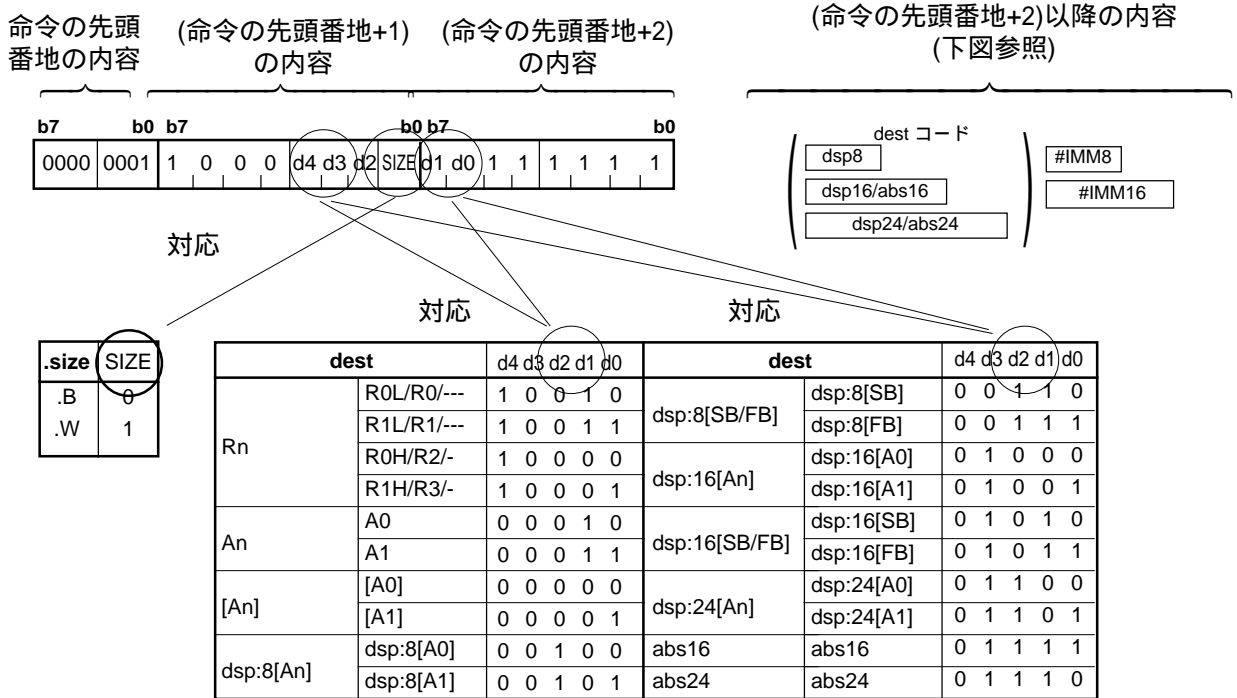 命令の先頭
番地の内容
(命令の先頭番地+1)
の内容
(命令の先頭番地+2)
の内容
(命令の先頭番地+2)以降の内容
(下図参照)
b7 b0 b7 b0 b7 b0
0000 0001 1 0 0 0 d4 d3 d2 SIZE d1 d0 1 1 1 1 1 1
dest コード
dsp8
dsp16/abs16
dsp24/abs24
#IMM8
#IMM16
対応
対応
対応
.size SIZE
.B 0
.W 1
dest d4 d3 d2 d1 d0 dest d4 d3 d2 d1 d0
Rn
R0L/R0/--- 1 0 0 1 0
R1L/R1/--- 1 0 0 1 1
R0H/R2/- 1 0 0 0 0
R1H/R3/- 1 0 0 0 1
An
A0 0 0 0 1 0
A1 0 0 0 1 1
[An]
[A0] 0 0 0 0 0
[A1] 0 0 0 0 1
dsp:8[An]
dsp:8[A0] 0 0 1 0 0
dsp:8[A1] 0 0 1 0 1
dsp:8[SB/FB]
dsp:8[SB] 0 0 1 1 0
dsp:8[FB] 0 0 1 1 1
dsp:16[An]
dsp:16[A0] 0 1 0 0 0
dsp:16[A1] 0 1 0 0 1
dsp:16[SB/FB]
dsp:16[SB] 0 1 0 1 0
dsp:16[FB] 0 1 0 1 1
dsp:24[An]
dsp:24[A0] 0 1 1 0 0
dsp:24[A1] 0 1 1 0 1
abs16 abs16 0 1 1 1 1
abs24 abs24 0 1 1 1 0